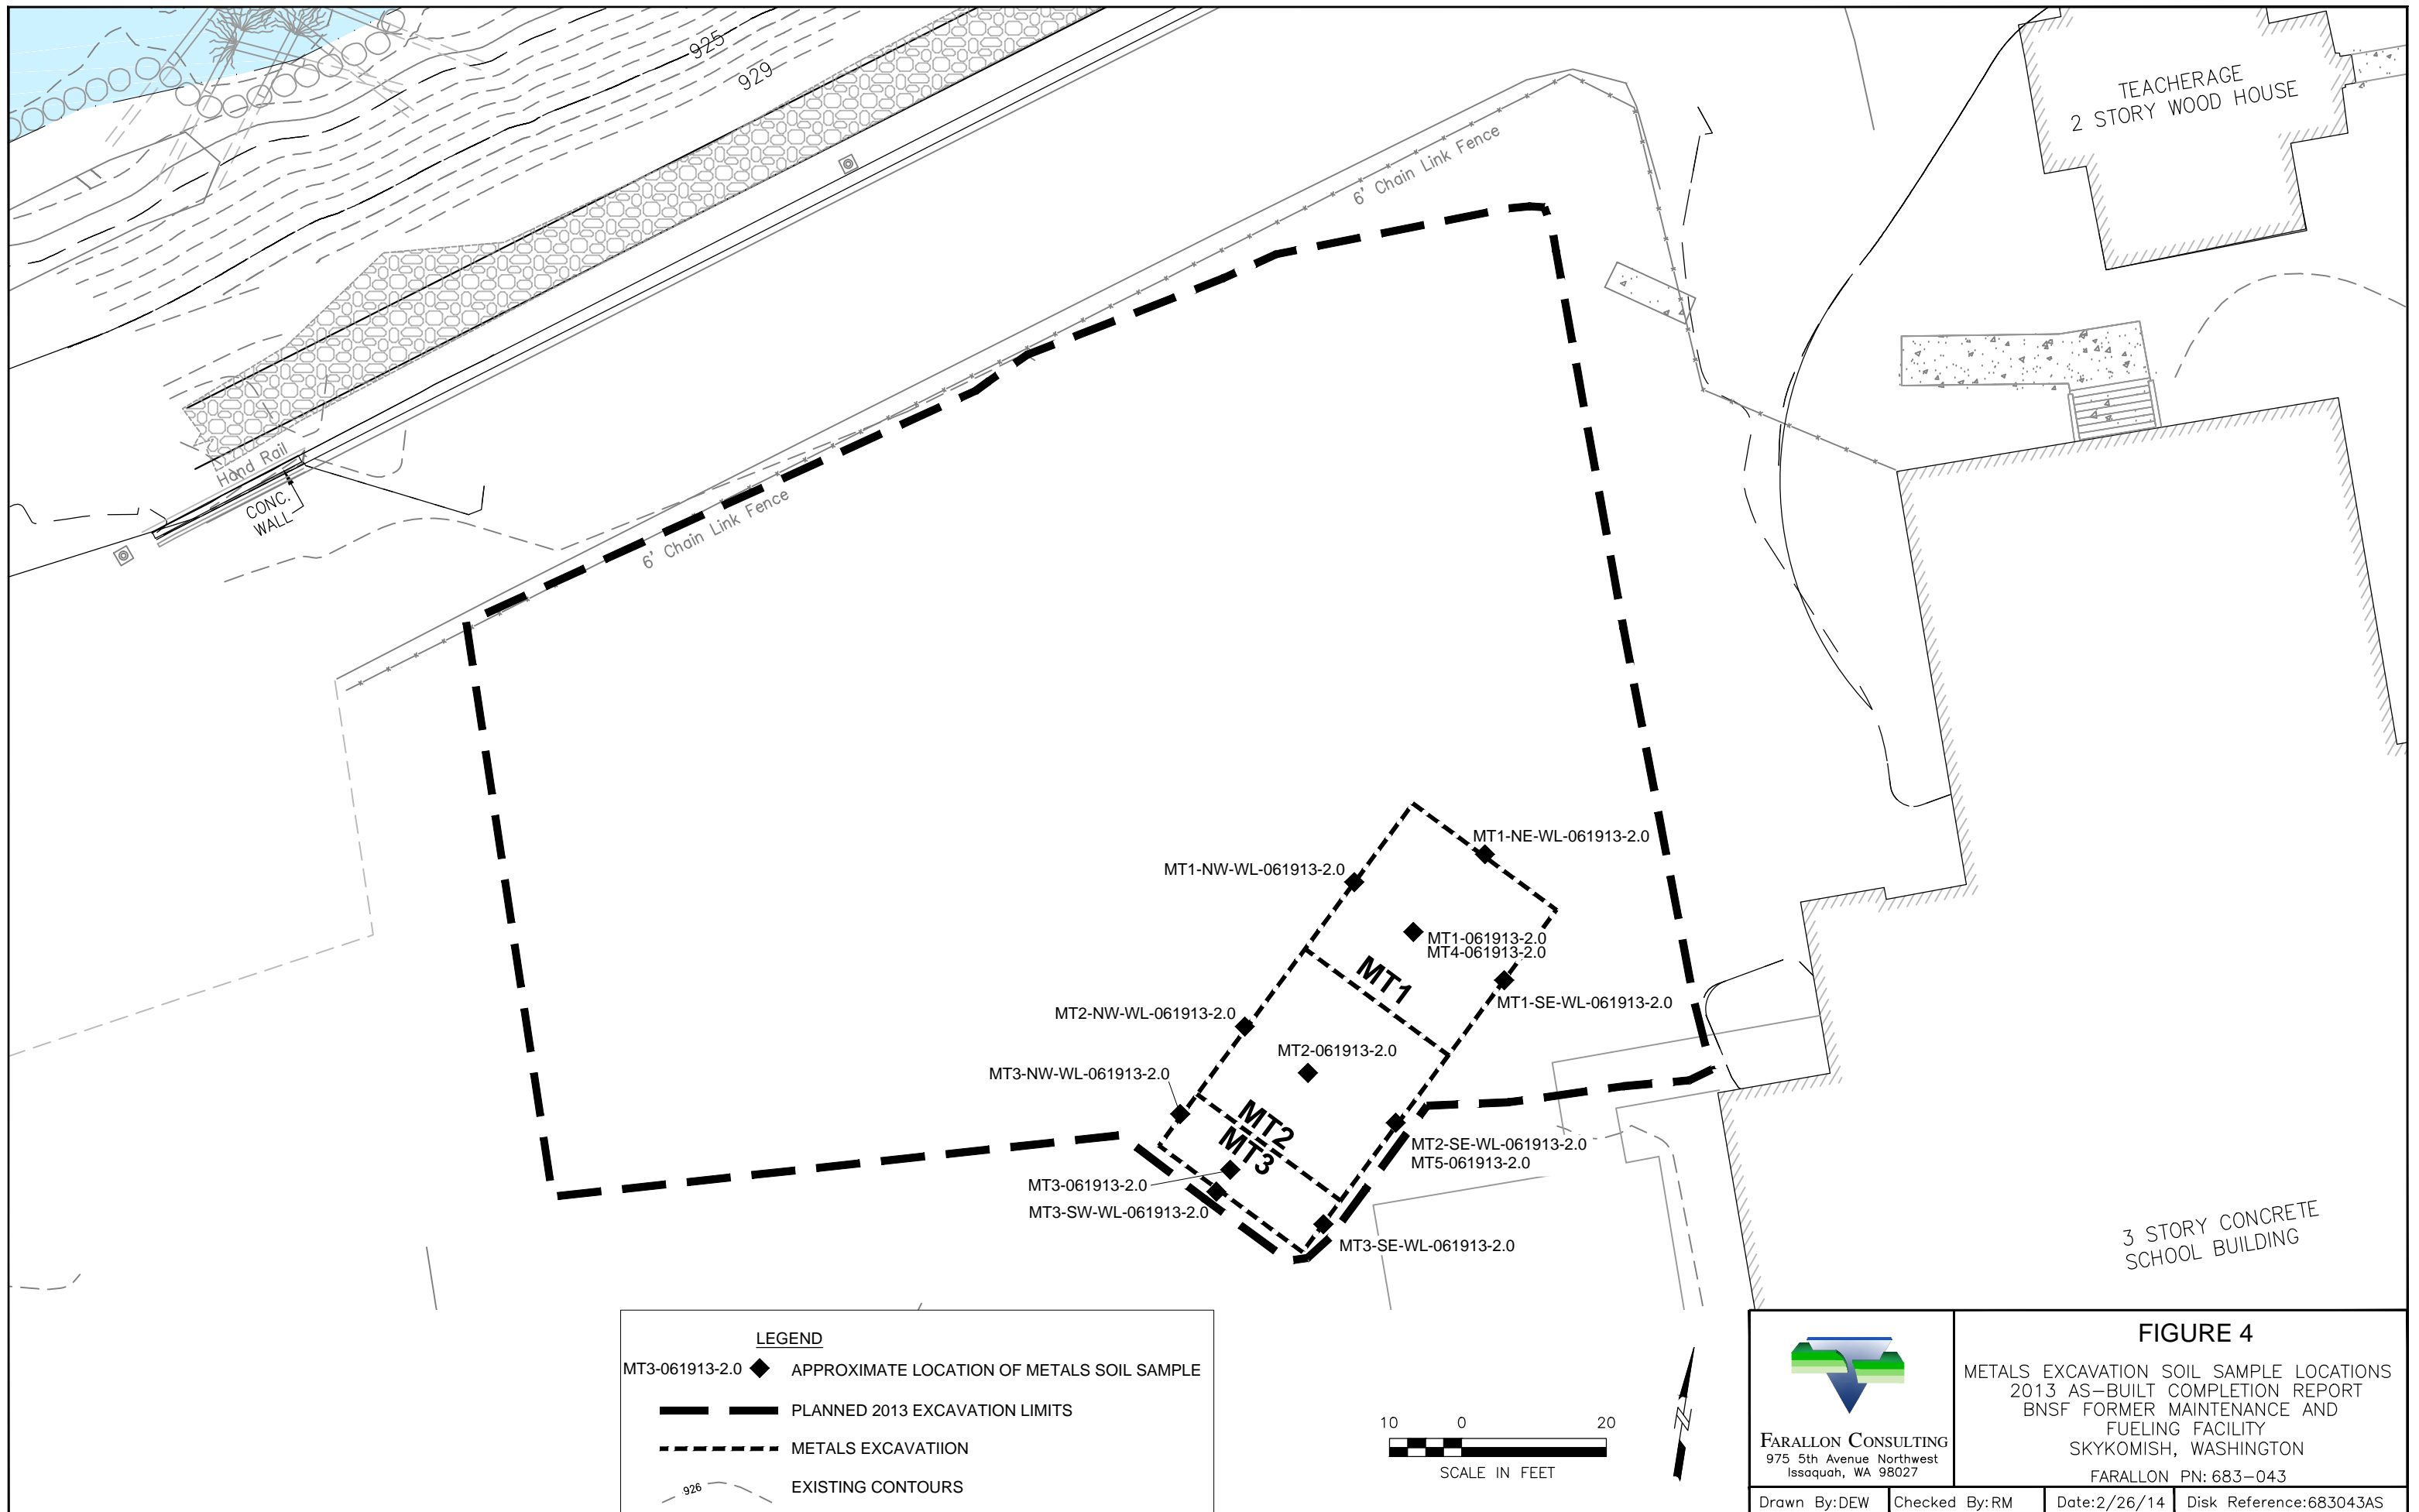 925
929
TEACHERAGE
2 STORY WOOD HOUSE
6' Chain Link Fence
Hand Rail
CONC.
WALL
6' Chain Link Fence
MT1-NE-WL-061913-2.0
MT1-NW-WL-061913-2.0
MT1-061913-2.0
MT4-061913-2.0
MT1
MT1-SE-WL-061913-2.0
MT2-NW-WL-061913-2.0
MT2-061913-2.0
MT3-NW-WL-061913-2.0
MT2
MT3
MT2-SE-WL-061913-2.0
MT5-061913-2.0
MT3-061913-2.0
MT3-SW-WL-061913-2.0
MT3-SE-WL-061913-2.0
3 STORY CONCRETE
SCHOOL BUILDING
LEGEND
MT3-061913-2.0 APPROXIMATE LOCATION OF METALS SOIL SAMPLE
PLANNED 2013 EXCAVATION LIMITS
METALS EXCAVATIION
926 EXISTING CONTOURS
10 0 20
SCALE IN FEET
FARALLON CONSULTING
975 5th Avenue Northwest
Issaquah, WA 98027
FIGURE 4
METALS EXCAVATION SOIL SAMPLE LOCATIONS
2013 AS-BUILT COMPLETION REPORT
BNSF FORMER MAINTENANCE AND
FUELING FACILITY
SKYKOMISH, WASHINGTON
FARALLON PN: 683-043
Drawn By:DEW Checked By:RM Date:2/26/14 Disk Reference:683043AS